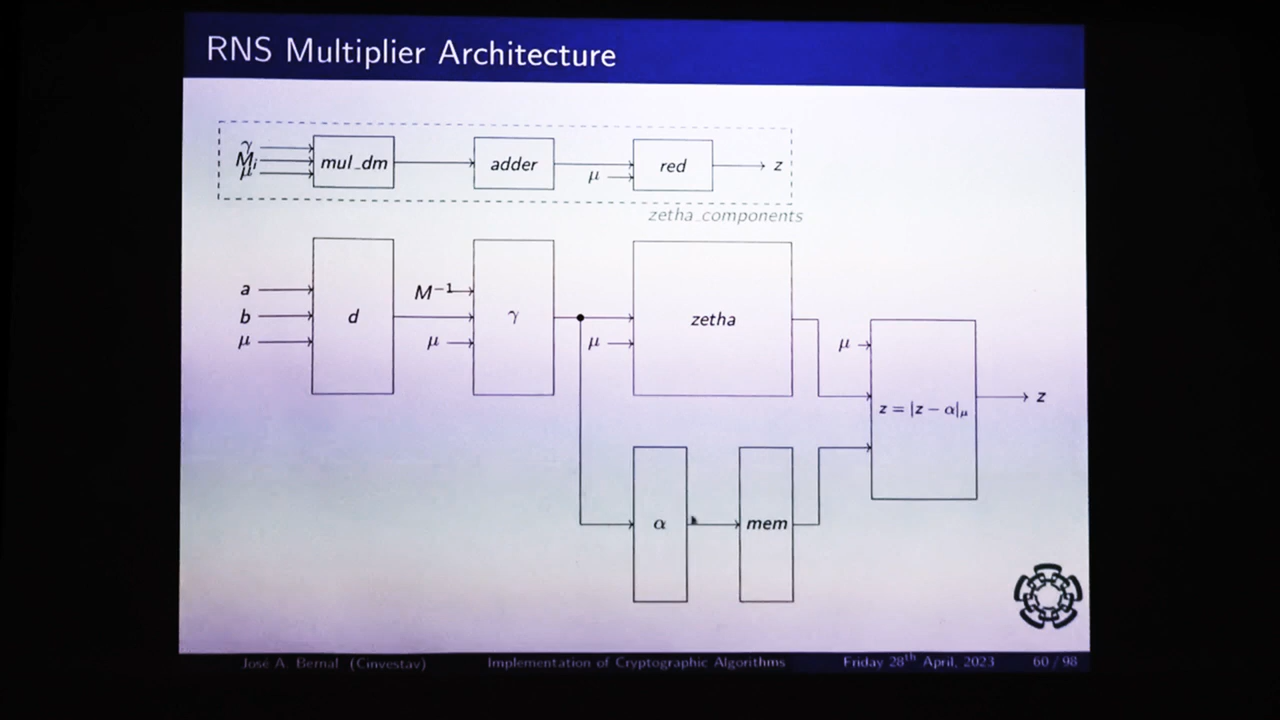 RNS Multiplier Architecture
γ
M_i
μ
mul_dm
adder
μ
red
z
zetha_components
a
b
μ
d
M⁻¹
μ
γ
μ
zetha
μ
z = |z − α|_μ
z
α
mem
José A. Bernal (Cinvestav) Implementation of Cryptographic Algorithms Friday 28th April, 2023 60 / 98